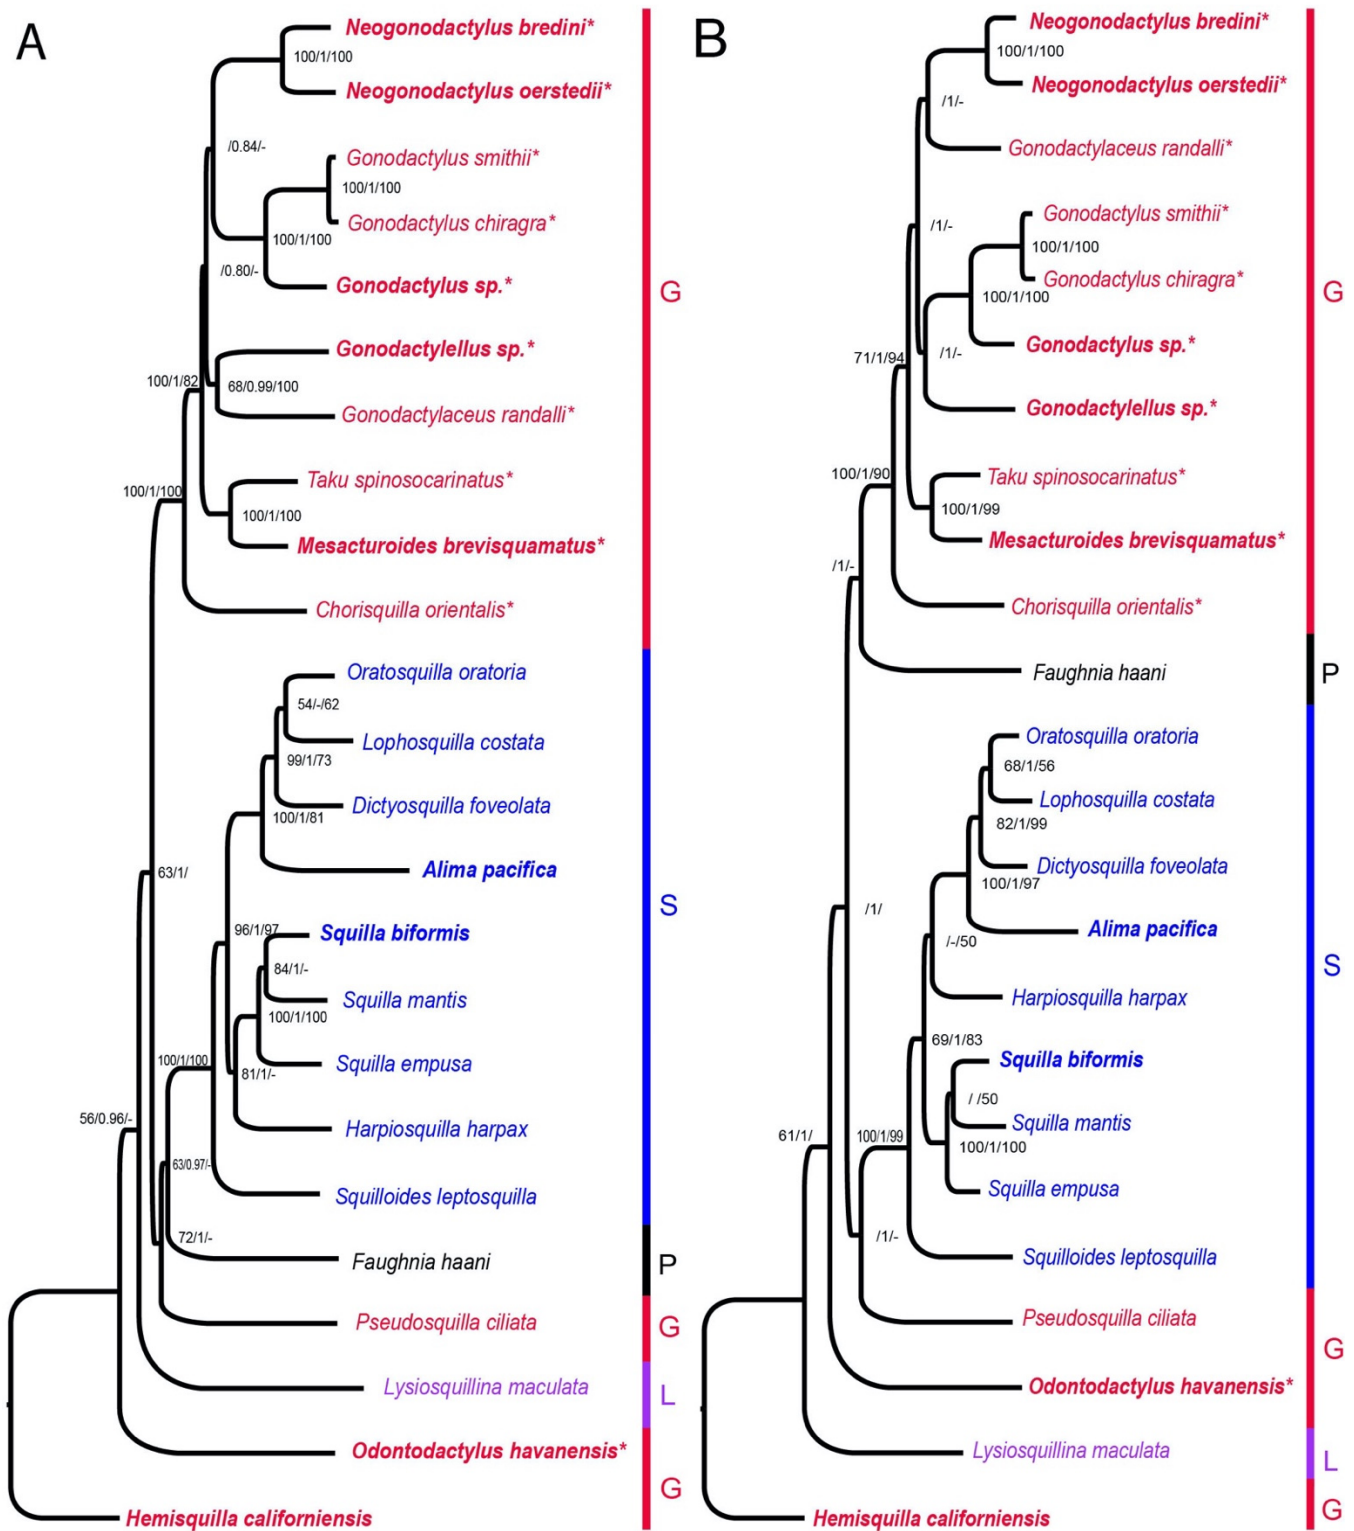 A
Neogonodactylus bredini*
100/1/100
Neogonodactylus oerstedii*
/0.84/-
Gonodactylus smithii*
100/1/100
Gonodactylus chiragra*
100/1/100
/0.80/-
Gonodactylus sp.*
G
Gonodactylellus sp.*
100/1/82
68/0.99/100
Gonodactylaceus randalli*
Taku spinosocarinatus*
100/1/100
100/1/100
Mesacturoides brevisquamatus*
Chorisquilla orientalis*
Oratosquilla oratoria
54/-/62
Lophosquilla costata
99/1/73
Dictyosquilla foveolata
100/1/81
Alima pacifica
63/1/
S
96/1/97
Squilla biformis
84/1/-
Squilla mantis
100/1/100
100/1/100
Squilla empusa
81/1/-
56/0.96/-
Harpiosquilla harpax
63/0.97/-
Squilloides leptosquilla
72/1/-
Faughnia haani
P
Pseudosquilla ciliata
G
Lysiosquillina maculata
L
Odontodactylus havanensis*
G
Hemisquilla californiensis
B
Neogonodactylus bredini*
100/1/100
Neogonodactylus oerstedii*
/1/-
Gonodactylaceus randalli*
Gonodactylus smithii*
/1/-
100/1/100
Gonodactylus chiragra*
G
100/1/100
Gonodactylus sp.*
/1/-
71/1/94
Gonodactylellus sp.*
100/1/90
Taku spinosocarinatus*
100/1/99
Mesacturoides brevisquamatus*
/1/-
Chorisquilla orientalis*
Faughnia haani
P
Oratosquilla oratoria
68/1/56
Lophosquilla costata
82/1/99
Dictyosquilla foveolata
100/1/97
/1/
Alima pacifica
/-/50
S
Harpiosquilla harpax
69/1/83
Squilla biformis
/ /50
Squilla mantis
61/1/
100/1/99
100/1/100
Squilla empusa
/1/-
Squilloides leptosquilla
Pseudosquilla ciliata
G
Odontodactylus havanensis*
Lysiosquillina maculata
L
G
Hemisquilla californiensis